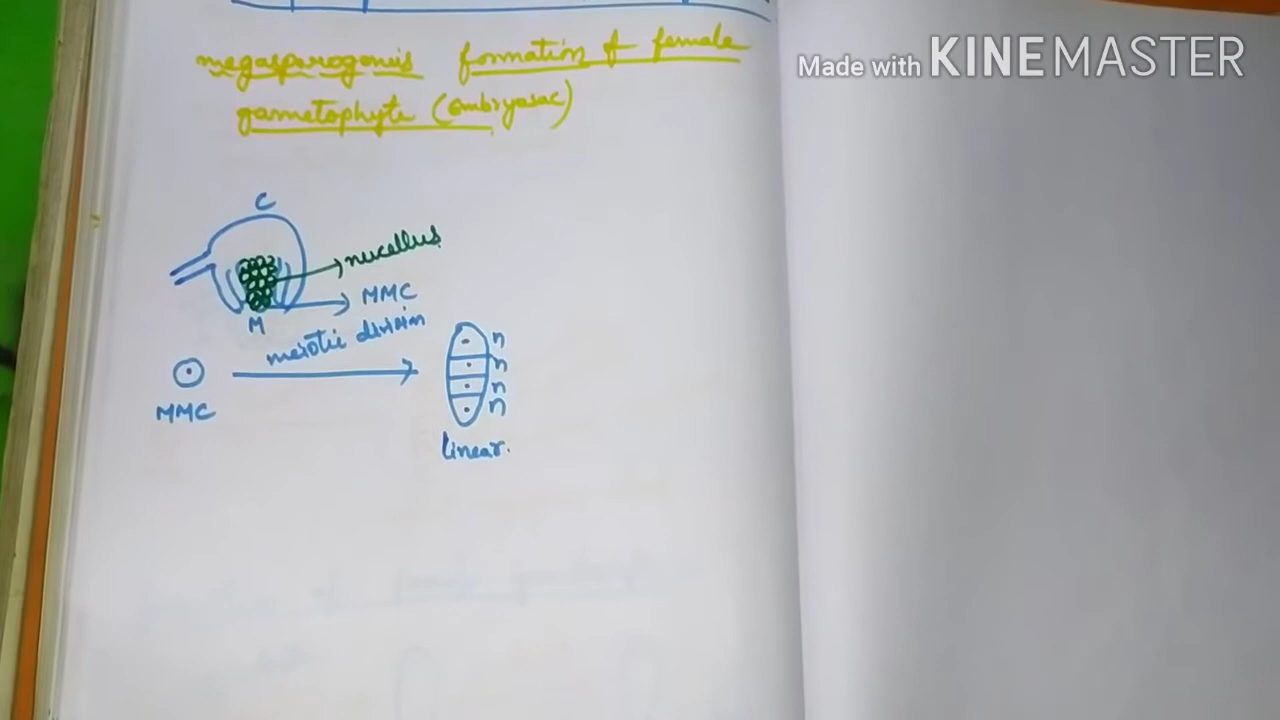 megasporogenesis formation of female
gametophyte (embryosac)
Made with KINEMASTER
C
nucellus
MMC
M
meiotic division
MMC
n
n
n
n
linear.